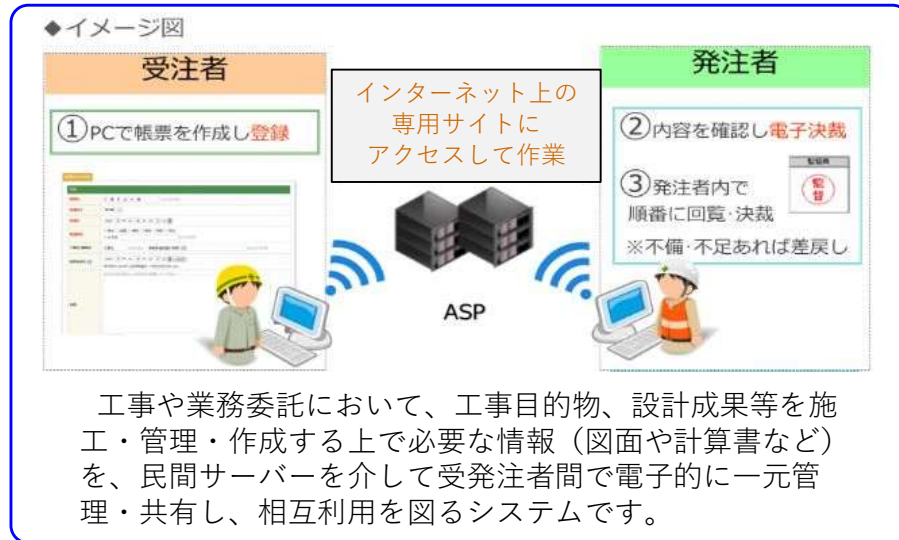 ◆イメージ図
受注者
①PCで帳票を作成し登録
インターネット上の
専用サイトに
アクセスして作業
ASP
発注者
②内容を確認し電子決裁
③発注者内で
順番に回覧・決裁
※不備・不足あれば差戻し
監督
工事や業務委託において、工事目的物、設計成果等を施
工・管理・作成する上で必要な情報（図面や計算書など）
を、民間サーバーを介して受発注者間で電子的に一元管
理・共有し、相互利用を図るシステムです。